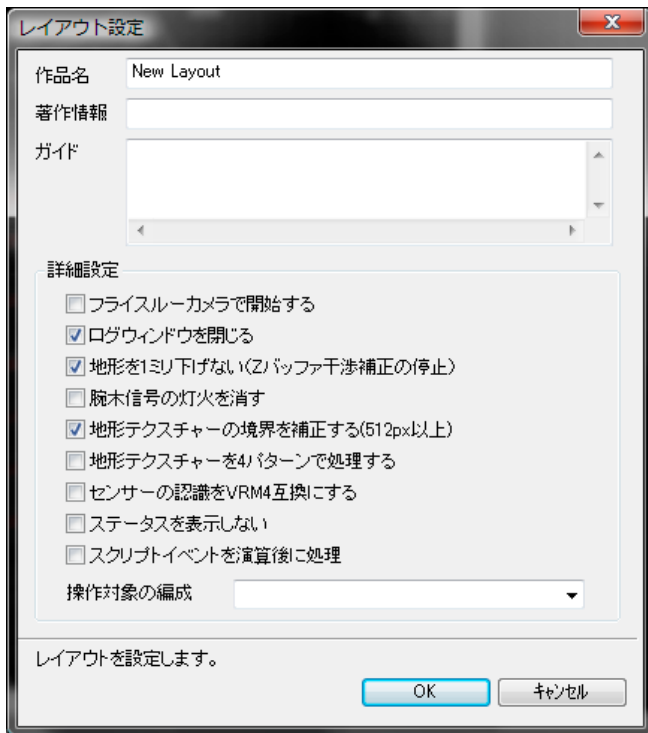 レイアウト設定
作品名 New Layout
著作情報
ガイド
詳細設定
フライスルーカメラで開始する
ログウィンドウを閉じる
地形を1ミリ下げない(Zバッファ干渉補正の停止)
腕木信号の灯火を消す
地形テクスチャーの境界を補正する(512px以上)
地形テクスチャーを4パターンで処理する
センサーの認識をVRM4互換にする
ステータスを表示しない
スクリプトイベントを演算後に処理
操作対象の編成
レイアウトを設定します。
OK キャンセル